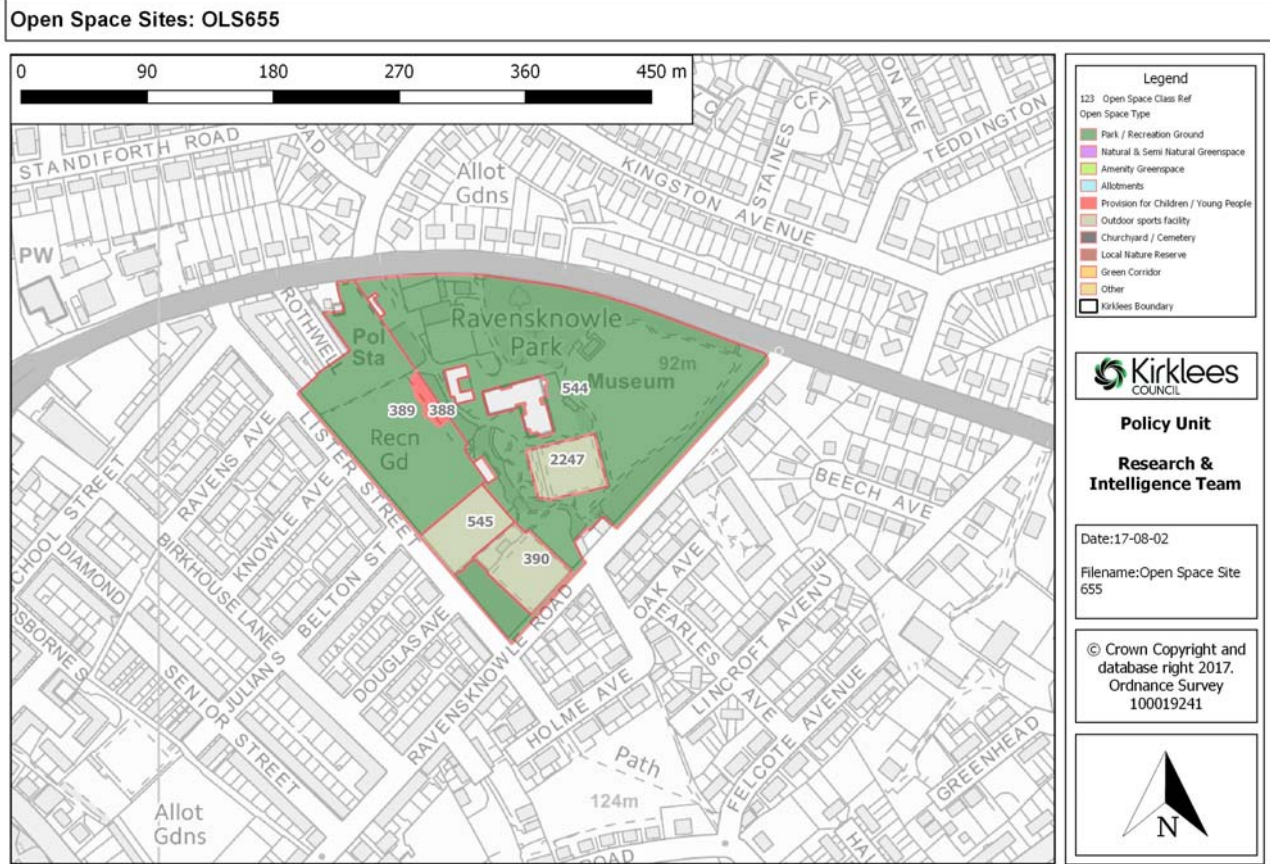 Open Space Sites: OLS655
0 90 180 270 360 450 m
STANDIFORTH ROAD
ROAD
Allot
Gdns
KINGSTON AVENUE
STANES
CFT
ON AVE
TEDDINGTON
PW
ROTHWELL
Pol
Sta
Ravensknowle
Park
92m
Museum
544
389
388
Recn
Gd
2247
545
390
LISTER STREET
RAVENS AVE
KNOWLE AVE
SCHOOL STREET
DIAMOND
BIRKHOUSE LANE
BELTON ST
OSBORNE S
SENIOR STREET
JULIAN S
DOUGLAS AVE
RAVENSKNOWLE ROAD
HOLME AVE
OAK AVE
BEECH AVE
LINCROFT AVENUE
FELCOTE AVENUE
GREENHEAD
Path
124m
Allot
Gdns
ROAD
Legend
123 Open Space Class Ref
Open Space Type
Park / Recreation Ground
Natural & Semi Natural Greenspace
Amenity Greenspace
Allotments
Provision for Children / Young People
Outdoor sports facility
Churchyard / Cemetery
Local Nature Reserve
Green Corridor
Other
Kirklees Boundary
Kirklees
COUNCIL
Policy Unit
Research &
Intelligence Team
Date:17-08-02
Filename:Open Space Site
655
© Crown Copyright and
database right 2017.
Ordnance Survey
100019241
N